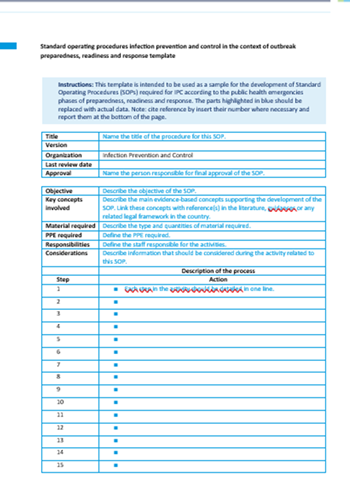 Standard operating procedures infection prevention and control in the context of outbreak
preparedness, readiness and response template
Instructions: This template is intended to be used as a sample for the development of Standard
Operating Procedures (SOPs) required for IPC according to the public health emergencies
phases of preparedness, readiness and response. The parts highlighted in blue should be
replaced with actual data. Note: cite reference by insert their number where necessary and
report them at the bottom of the page.
Title Name the title of the procedure for this SOP.
Version
Organization Infection Prevention and Control
Last review date
Approval Name the person responsible for final approval of the SOP.
Objective Describe the objective of the SOP.
Key concepts Describe the main evidence-based concepts supporting the development of the
involved SOP. Link these concepts with reference(s) in the literature, guidances or any
related legal framework in the country.
Material required Describe the type and quantities of material required.
PPE required Define the PPE required.
Responsibilities Define the staff responsible for the activities.
Considerations Describe information that should be considered during the activity related to
this SOP.
Description of the process
Step Action
1 ▪ Each step in the activity should be detailed in one line.
2 ▪
3 ▪
4 ▪
5 ▪
6 ▪
7 ▪
8 ▪
9 ▪
10 ▪
11 ▪
12 ▪
13 ▪
14 ▪
15 ▪